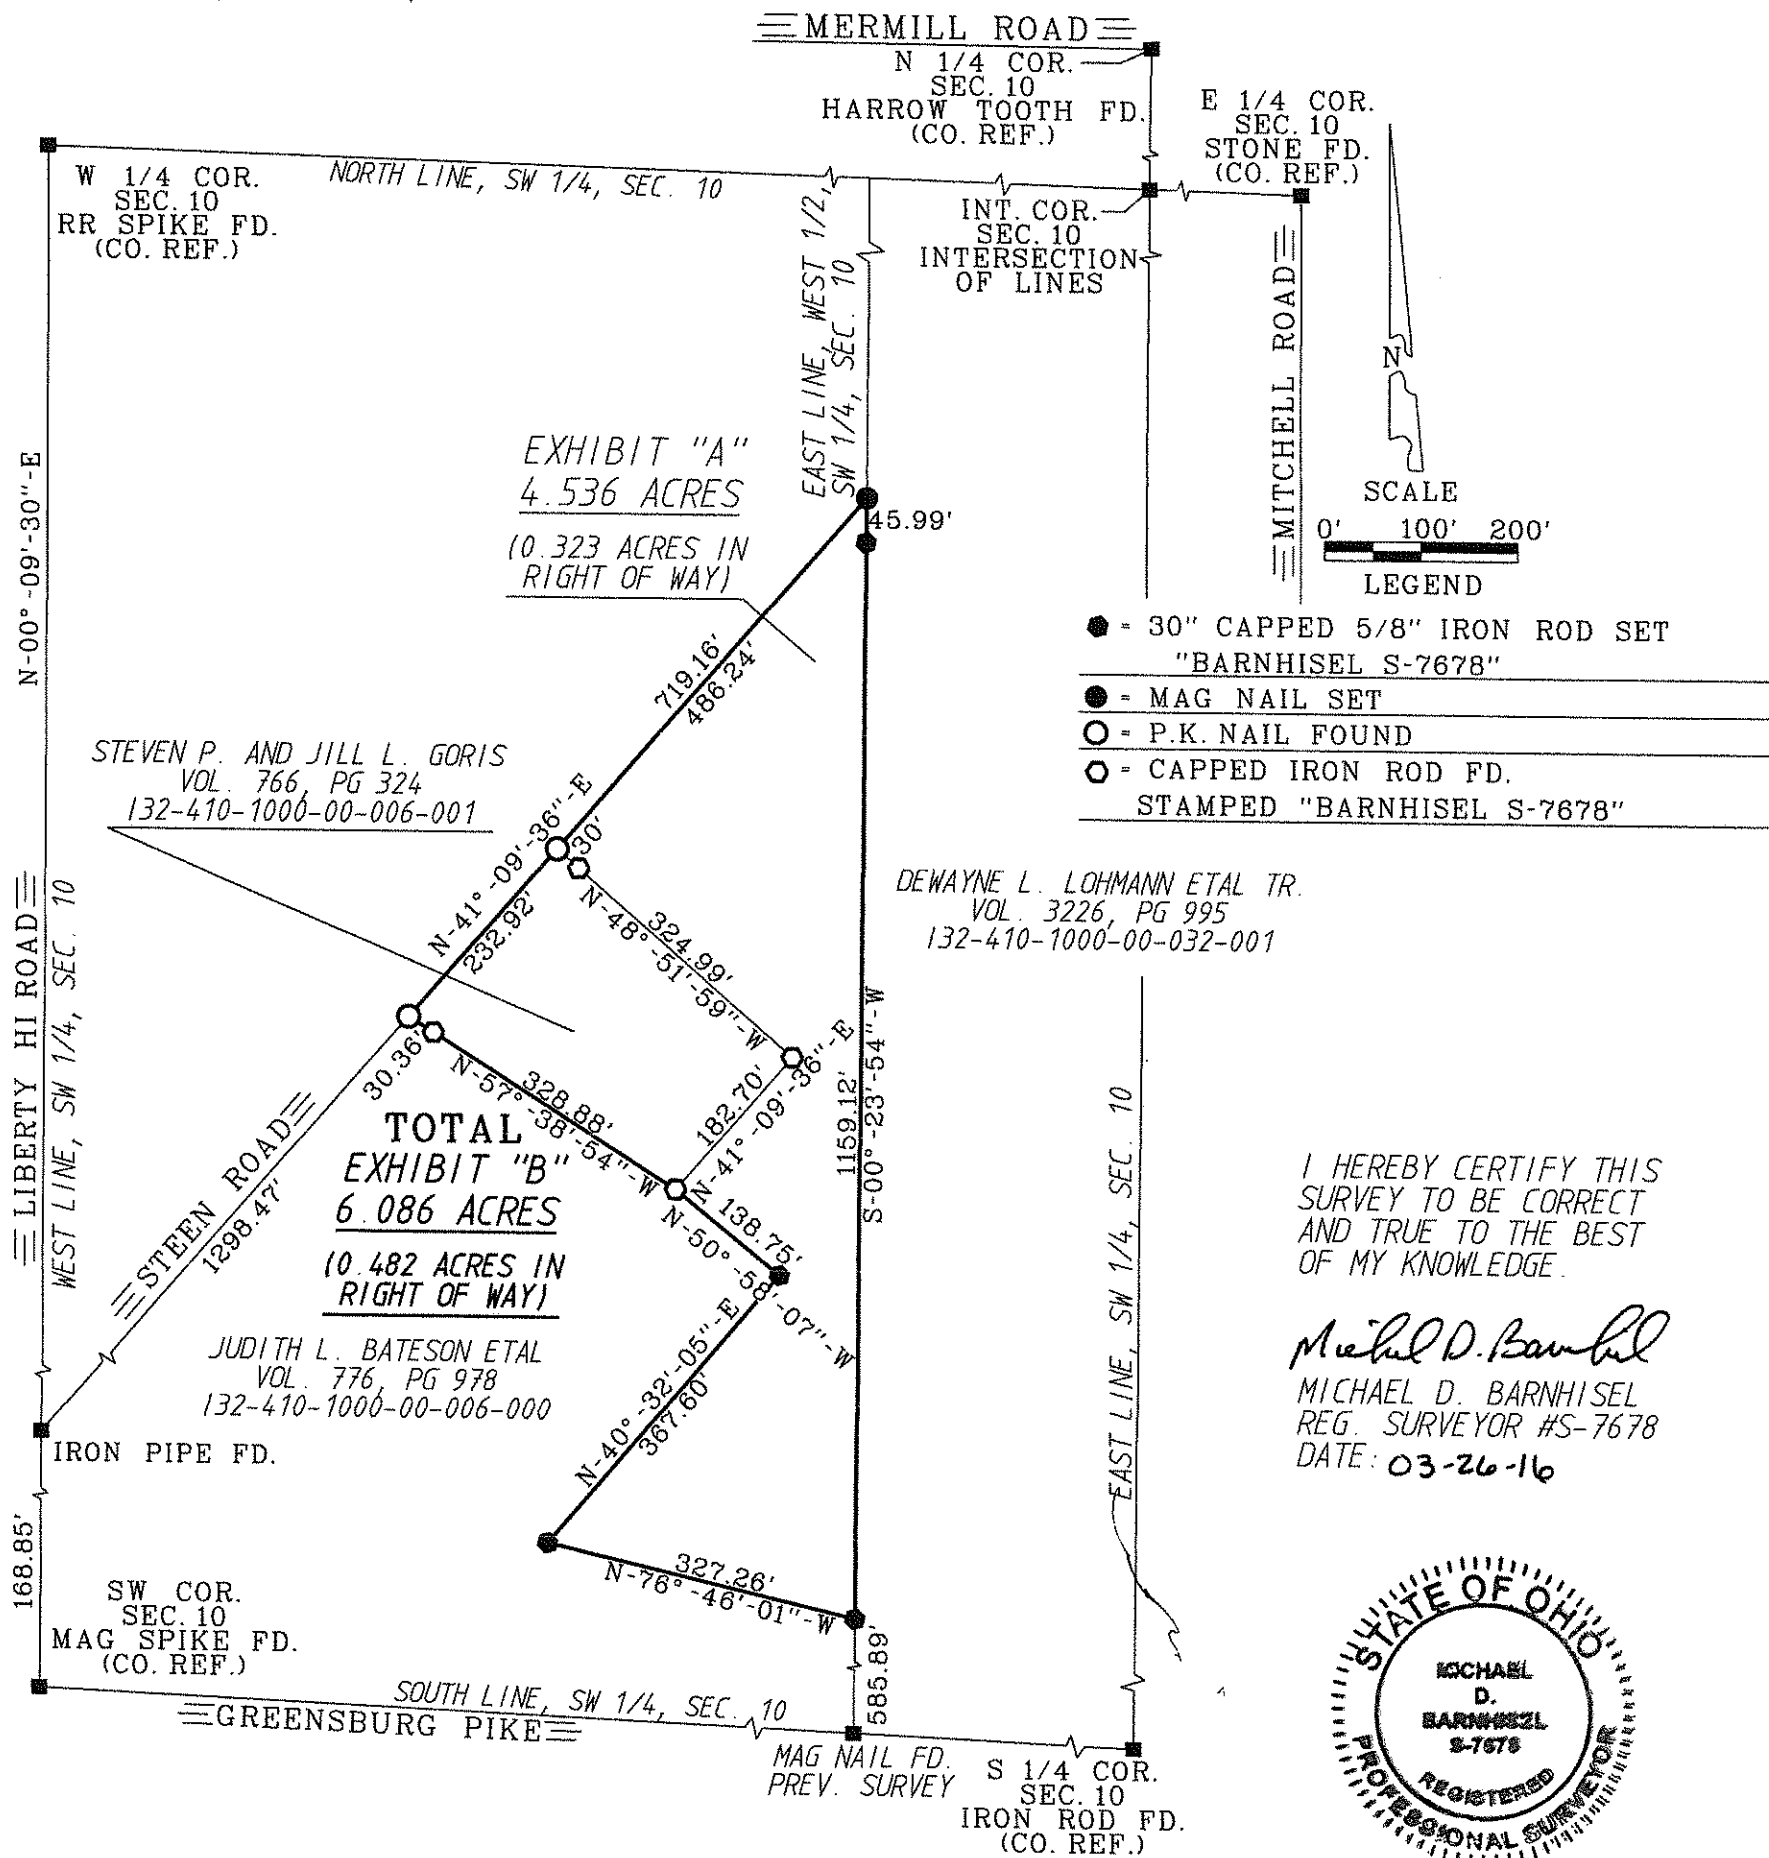 MERMILL ROAD
N 1/4 COR.
SEC. 10
HARROW TOOTH FD.
(CO. REF.)
E 1/4 COR.
SEC. 10
STONE FD.
(CO. REF.)
W 1/4 COR.
SEC. 10
RR SPIKE FD.
(CO. REF.)
NORTH LINE, SW 1/4, SEC. 10
INT. COR.
SEC. 10
INTERSECTION
OF LINES
EAST LINE, WEST 1/2,
SW 1/4, SEC. 10
MITCHELL ROAD
N
SCALE
0' 100' 200'
LEGEND
= 30" CAPPED 5/8" IRON ROD SET
"BARNHISEL S-7678"
= MAG NAIL SET
= P.K. NAIL FOUND
= CAPPED IRON ROD FD.
STAMPED "BARNHISEL S-7678"
EXHIBIT "A"
4.536 ACRES
(0.323 ACRES IN
RIGHT OF WAY)
45.99'
N-00°-09'-30"-E
719.16'
486.24'
STEVEN P. AND JILL L. GORIS
VOL. 766, PG 324
132-410-1000-00-006-001
N-41°-09'-36"-E
232.92'
30'
324.99'
N-48°-51'-59"-W
DEWAYNE L. LOHMANN ETAL TR.
VOL. 3226, PG 995
132-410-1000-00-032-001
LIBERTY HI ROAD
WEST LINE, SW 1/4, SEC. 10
30.36'
328.88'
N-57°-38'-54"-W
182.70'
N-41°-09'-36"-E
1159.12'
S-00°-23'-54"-W
STEEN ROAD
1298.47'
TOTAL
EXHIBIT "B"
6.086 ACRES
(0.482 ACRES IN
RIGHT OF WAY)
138.75'
N-50°-58'-07"-W
JUDITH L. BATESON ETAL
VOL. 776, PG 978
132-410-1000-00-006-000
N-40°-32'-05"-E
367.60'
EAST LINE, SW 1/4, SEC. 10
I HEREBY CERTIFY THIS
SURVEY TO BE CORRECT
AND TRUE TO THE BEST
OF MY KNOWLEDGE.
MICHAEL D. BARNHISEL
REG. SURVEYOR #S-7678
DATE: 03-26-16
IRON PIPE FD.
168.85'
327.26'
N-76°-46'-01"-W
SW COR.
SEC. 10
MAG SPIKE FD.
(CO. REF.)
SOUTH LINE, SW 1/4, SEC. 10
GREENSBURG PIKE
585.89'
MAG NAIL FD.
PREV. SURVEY
S 1/4 COR.
SEC. 10
IRON ROD FD.
(CO. REF.)
STATE OF OHIO
MICHAEL
D.
BARNHISEL
S-7678
REGISTERED
PROFESSIONAL SURVEYOR